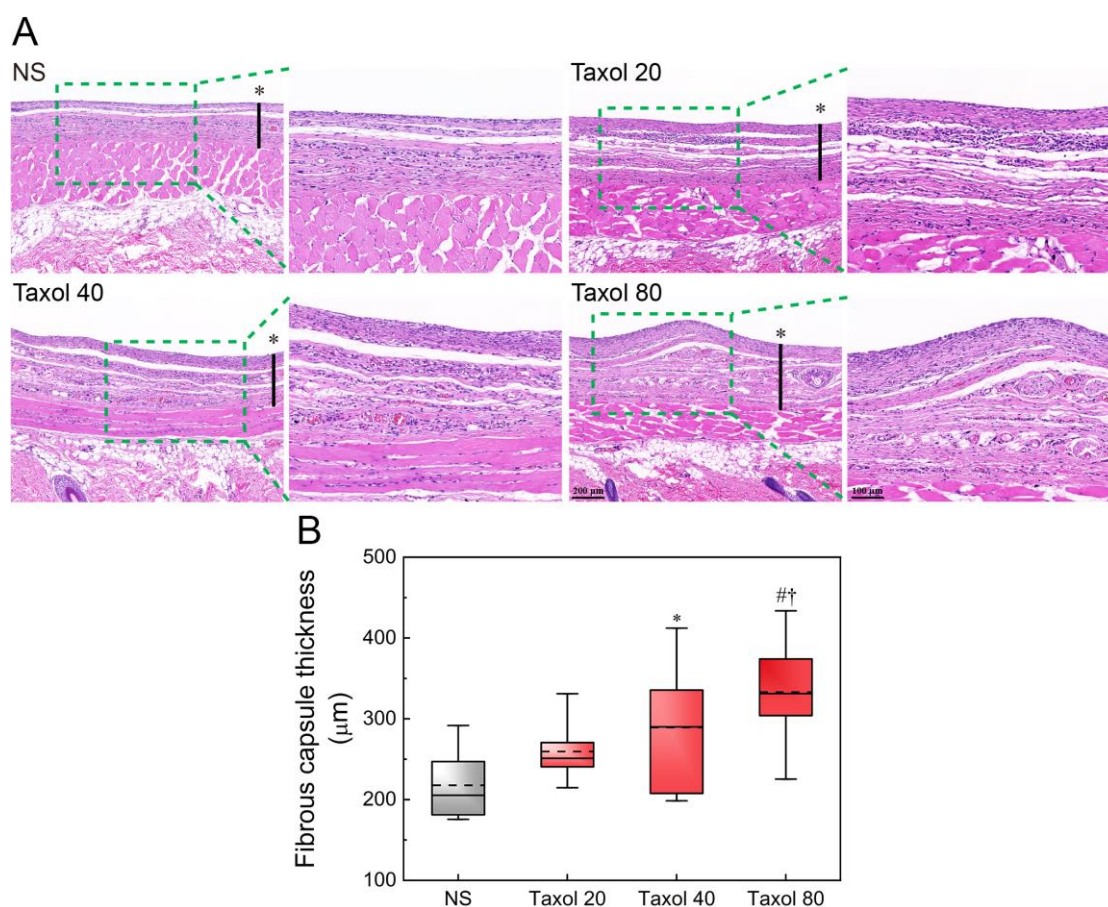 A
NS
*
Taxol 20
*
Taxol 40
*
Taxol 80
*
200 μm
100 μm
B
Fibrous capsule thickness
(μm)
500
400
300
200
100
*
#†
NS
Taxol 20
Taxol 40
Taxol 80